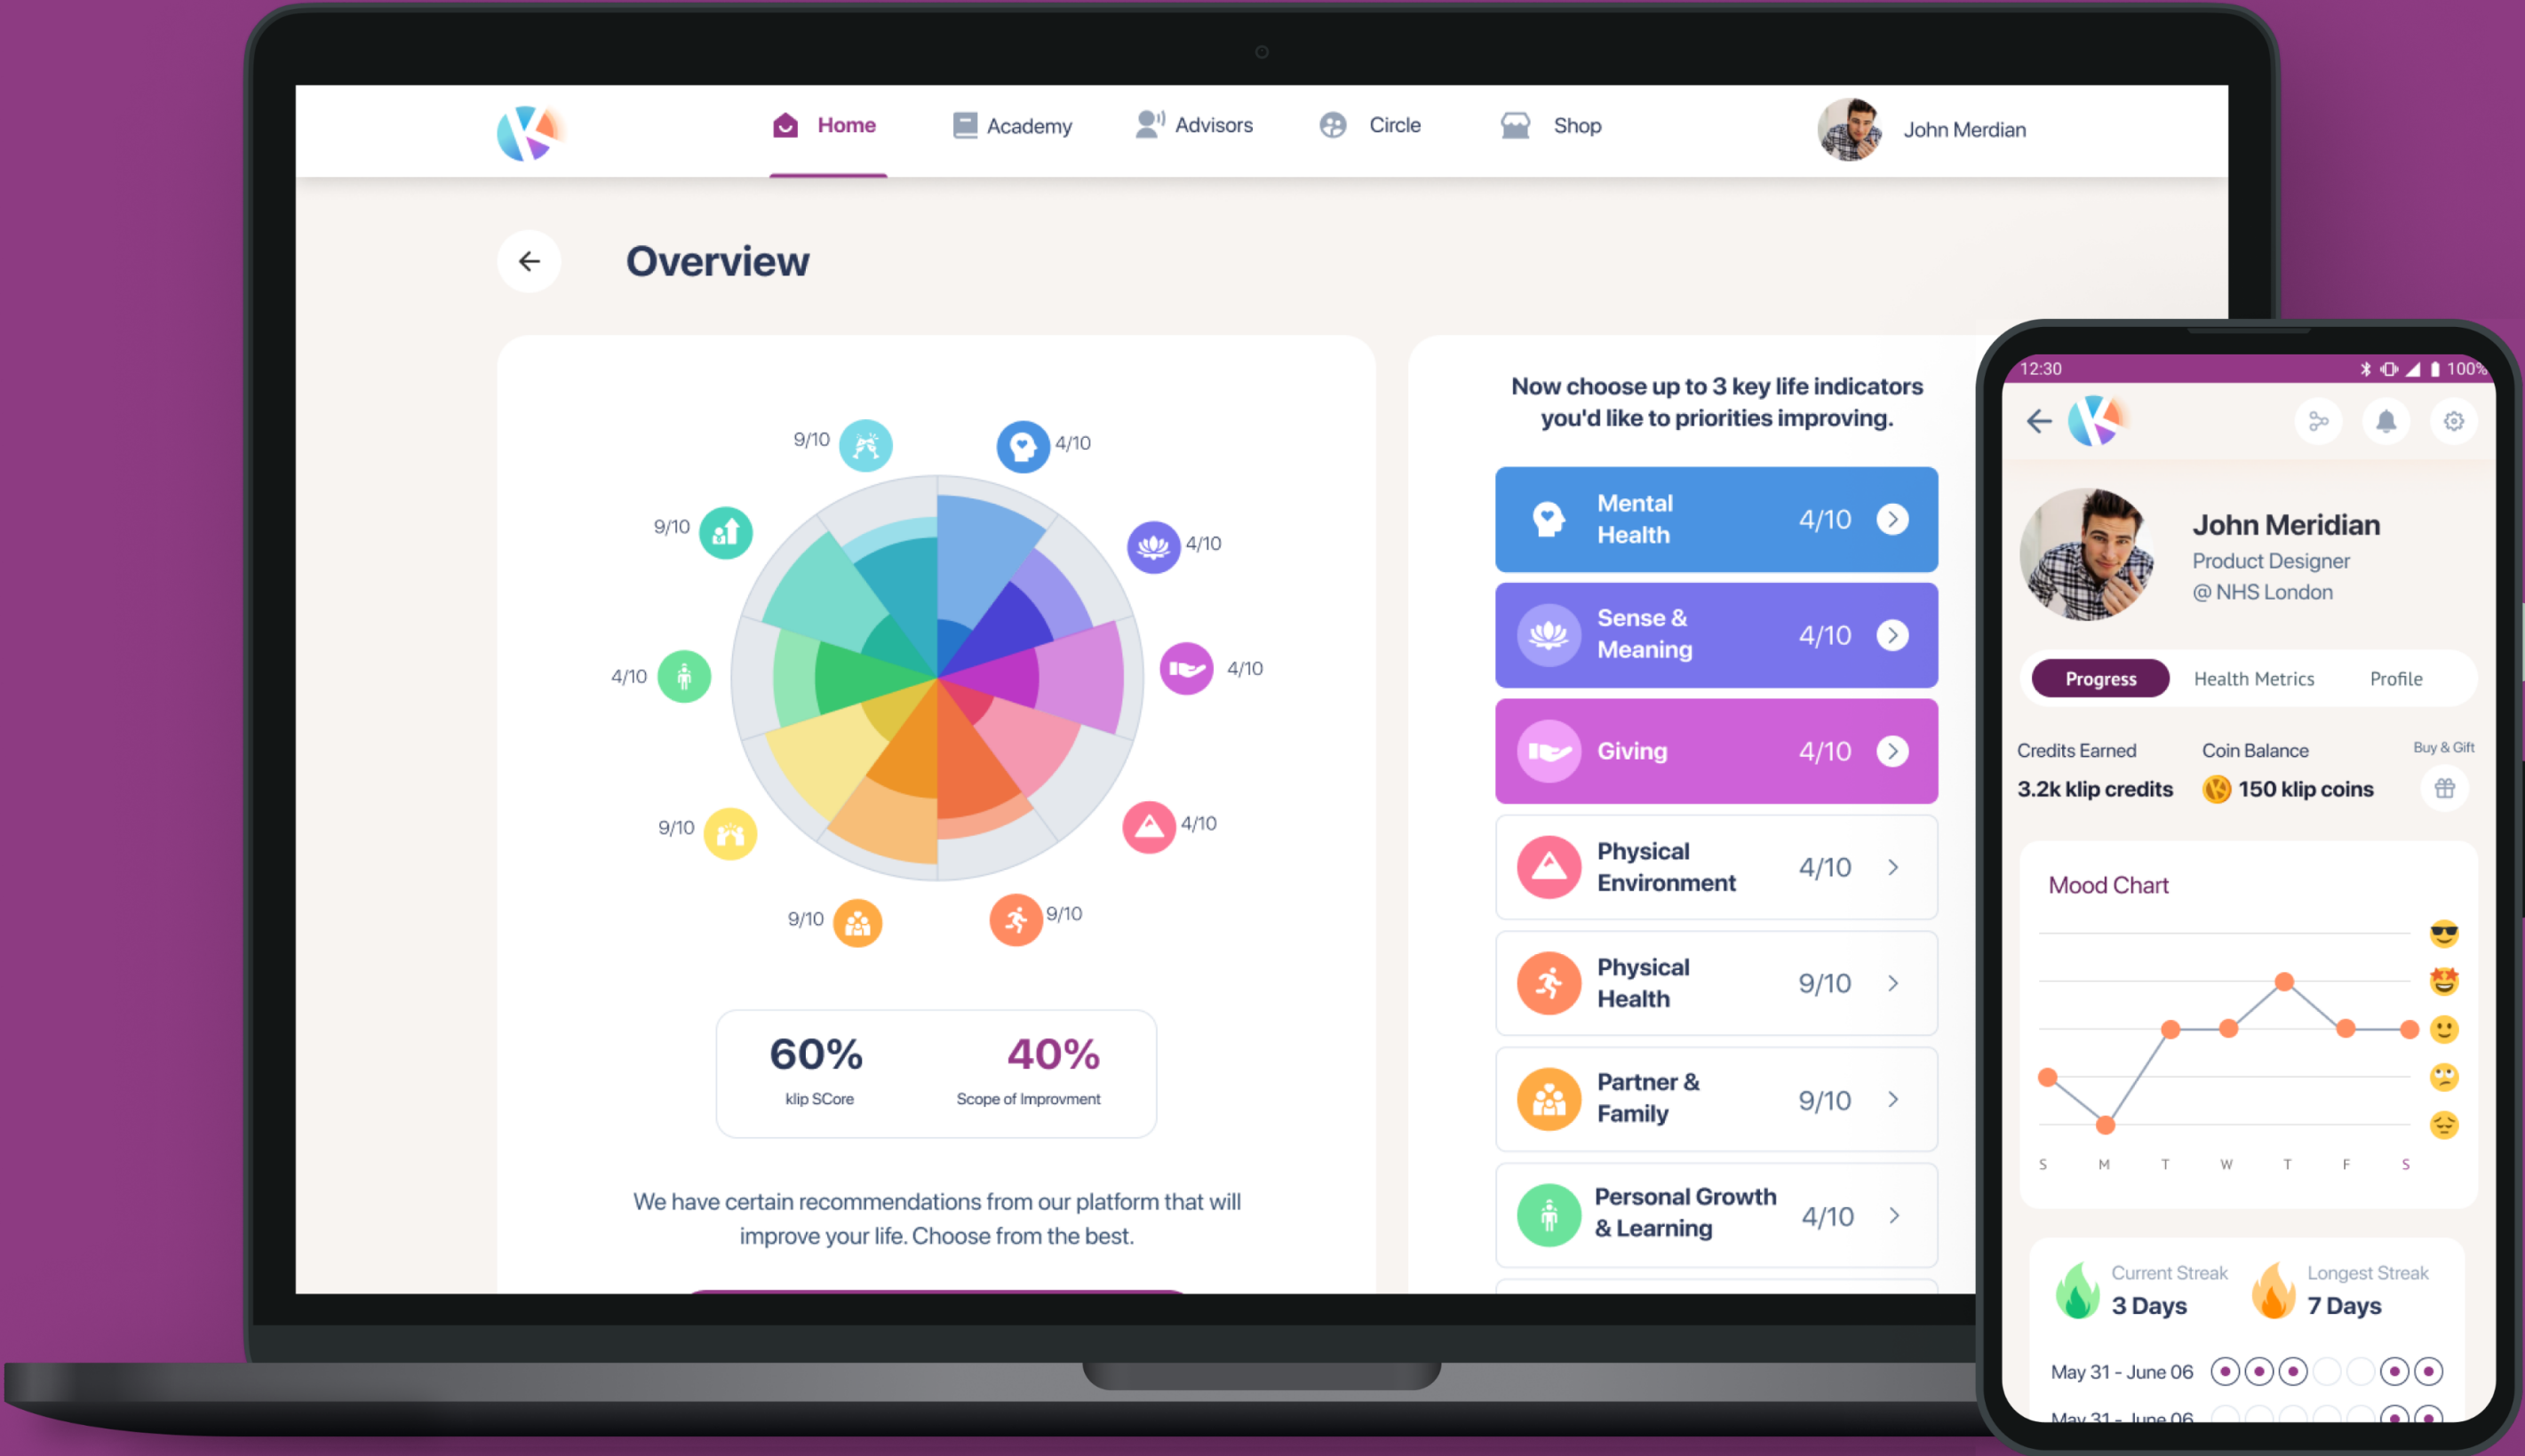 Home
Academy
Advisors
Circle
Shop
John Merdian
Overview
9/10
4/10
9/10
4/10
4/10
4/10
9/10
4/10
9/10
9/10
60%
40%
klip SCore
Scope of Improvment
We have certain recommendations from our platform that will
improve your life. Choose from the best.
Now choose up to 3 key life indicators
you'd like to priorities improving.
Mental
Health
4/10
Sense &
Meaning
4/10
Giving
4/10
Physical
Environment
4/10
Physical
Health
9/10
Partner &
Family
9/10
Personal Growth
& Learning
4/10
12:30
100%
John Meridian
Product Designer
@ NHS London
Progress
Health Metrics
Profile
Credits Earned
Coin Balance
Buy & Gift
3.2k klip credits
150 klip coins
Mood Chart
S M T W T F S
Current Streak
3 Days
Longest Streak
7 Days
May 31 - June 06
May 31 - June 06